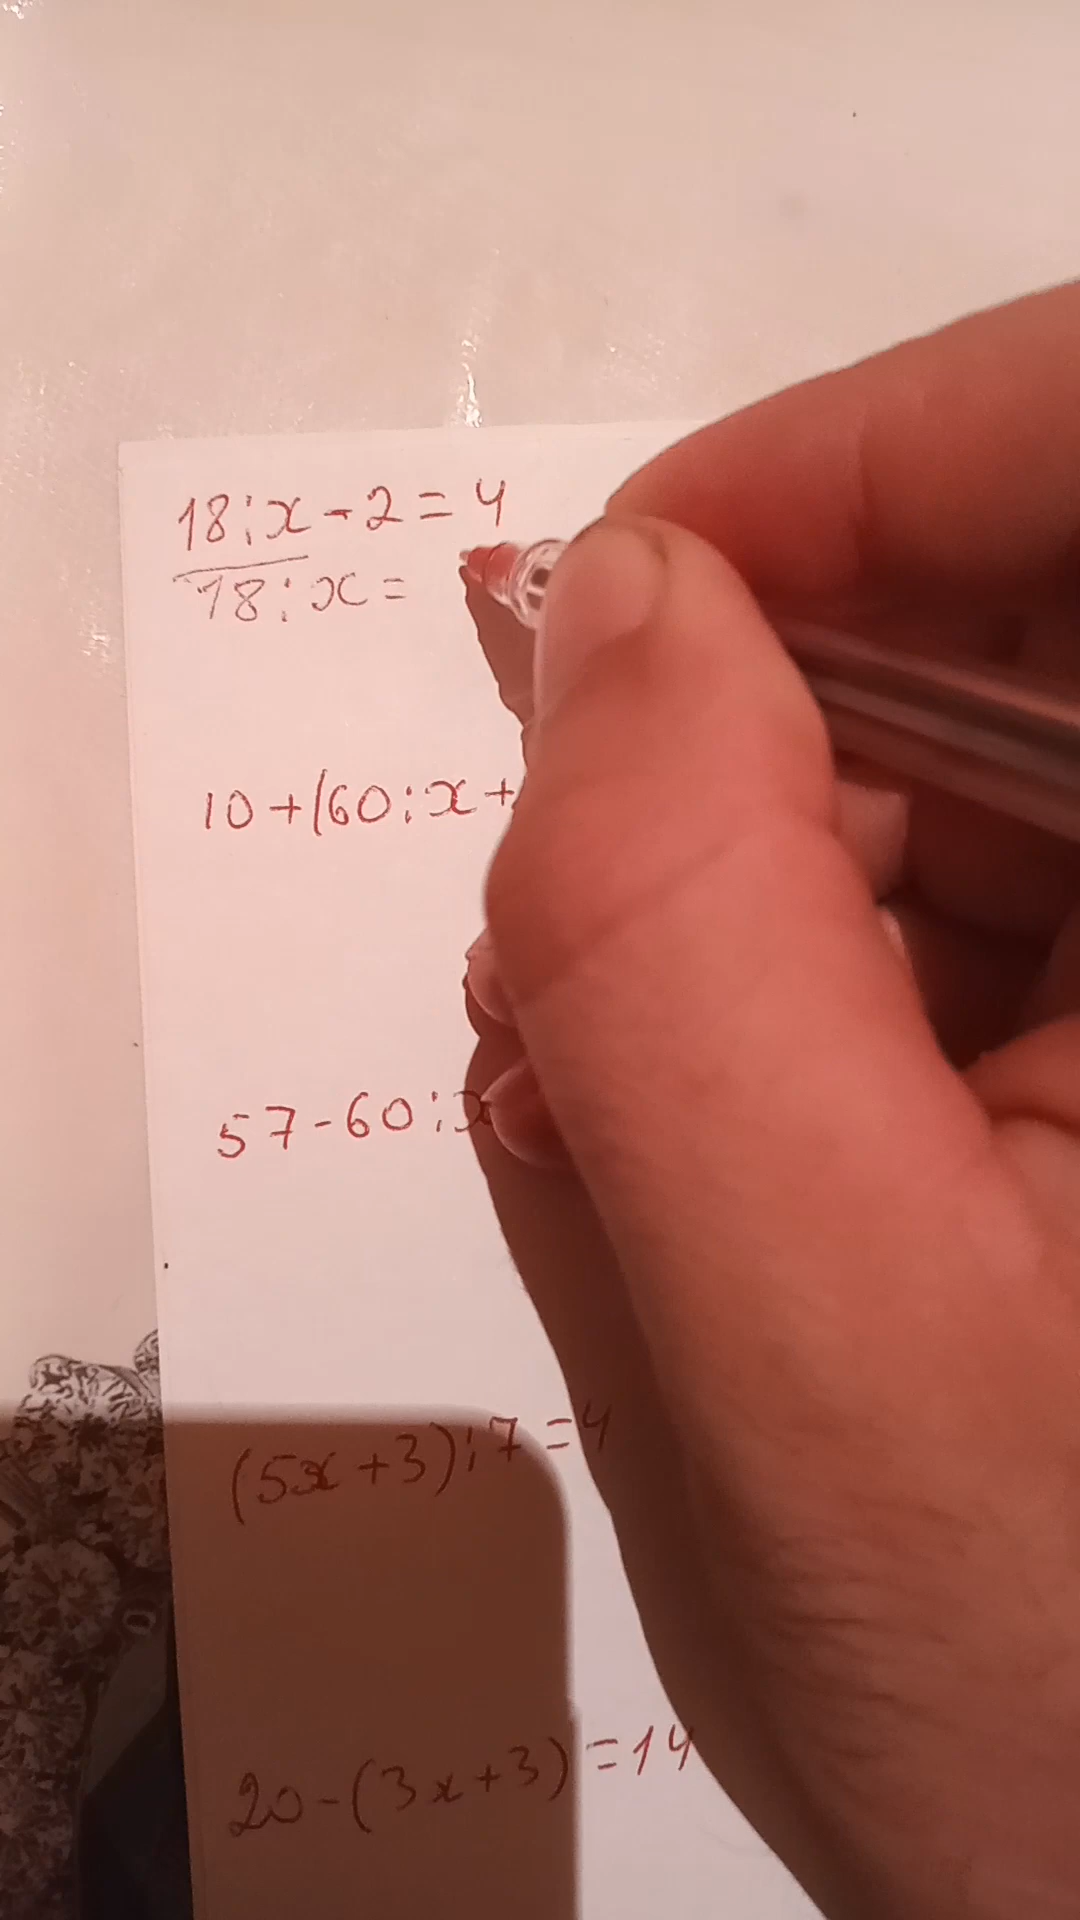 18:x-2=4
18:x=
10+(60:x+
57-60:x
(5x+3):7=4
20-(3x+3)=14